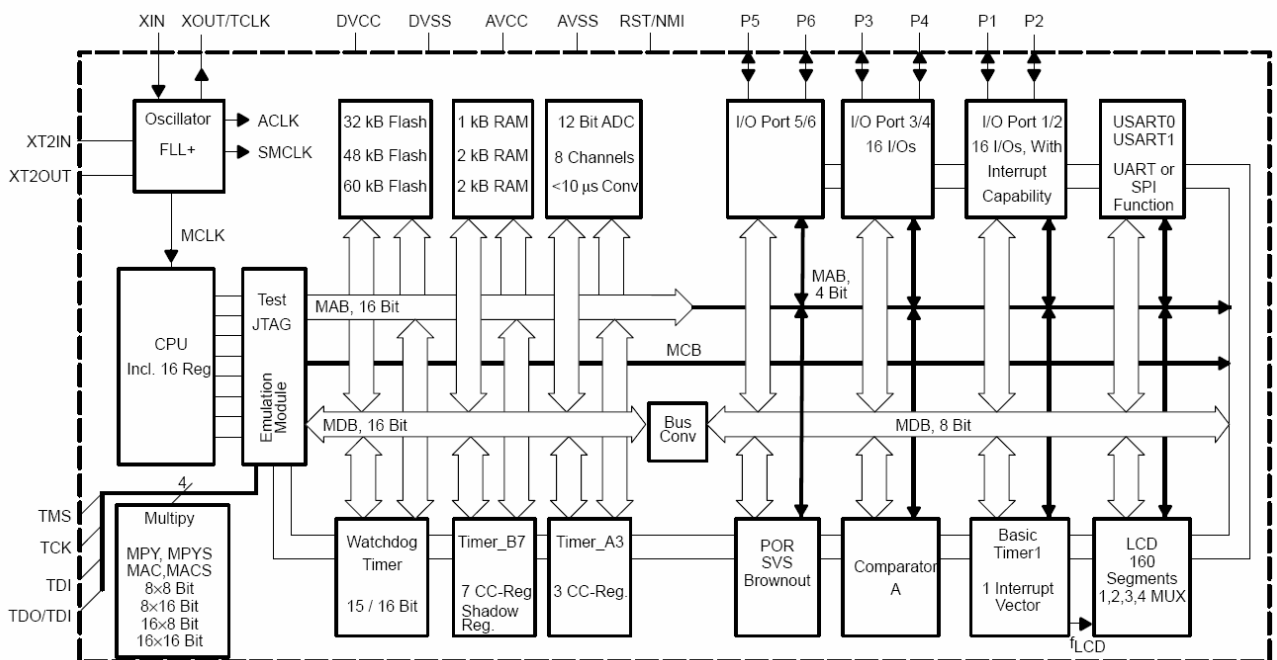 XIN
XOUT/TCLK
DVCC
DVSS
AVCC
AVSS
RST/NMI
P5
P6
P3
P4
P1
P2
XT2IN
XT2OUT
Oscillator
FLL+
ACLK
SMCLK
MCLK
32 kB Flash
48 kB Flash
60 kB Flash
1 kB RAM
2 kB RAM
2 kB RAM
12 Bit ADC
8 Channels
<10 μs Conv
I/O Port 5/6
I/O Port 3/4
16 I/Os
I/O Port 1/2
16 I/Os, With
Interrupt
Capability
USART0
USART1
UART or
SPI
Function
CPU
Incl. 16 Reg
Test
JTAG
Emulation
Module
MAB, 16 Bit
MAB,
4 Bit
MCB
MDB, 16 Bit
Bus
Conv
MDB, 8 Bit
4
TMS
TCK
TDI
TDO/TDI
Multipy
MPY, MPYS
MAC,MACS
8×8 Bit
8×16 Bit
16×8 Bit
16×16 Bit
Watchdog
Timer
15 / 16 Bit
Timer_B7
7 CC-Reg
Shadow
Reg.
Timer_A3
3 CC-Reg.
POR
SVS
Brownout
Comparator
A
Basic
Timer1
1 Interrupt
Vector
fLCD
LCD
160
Segments
1,2,3,4 MUX